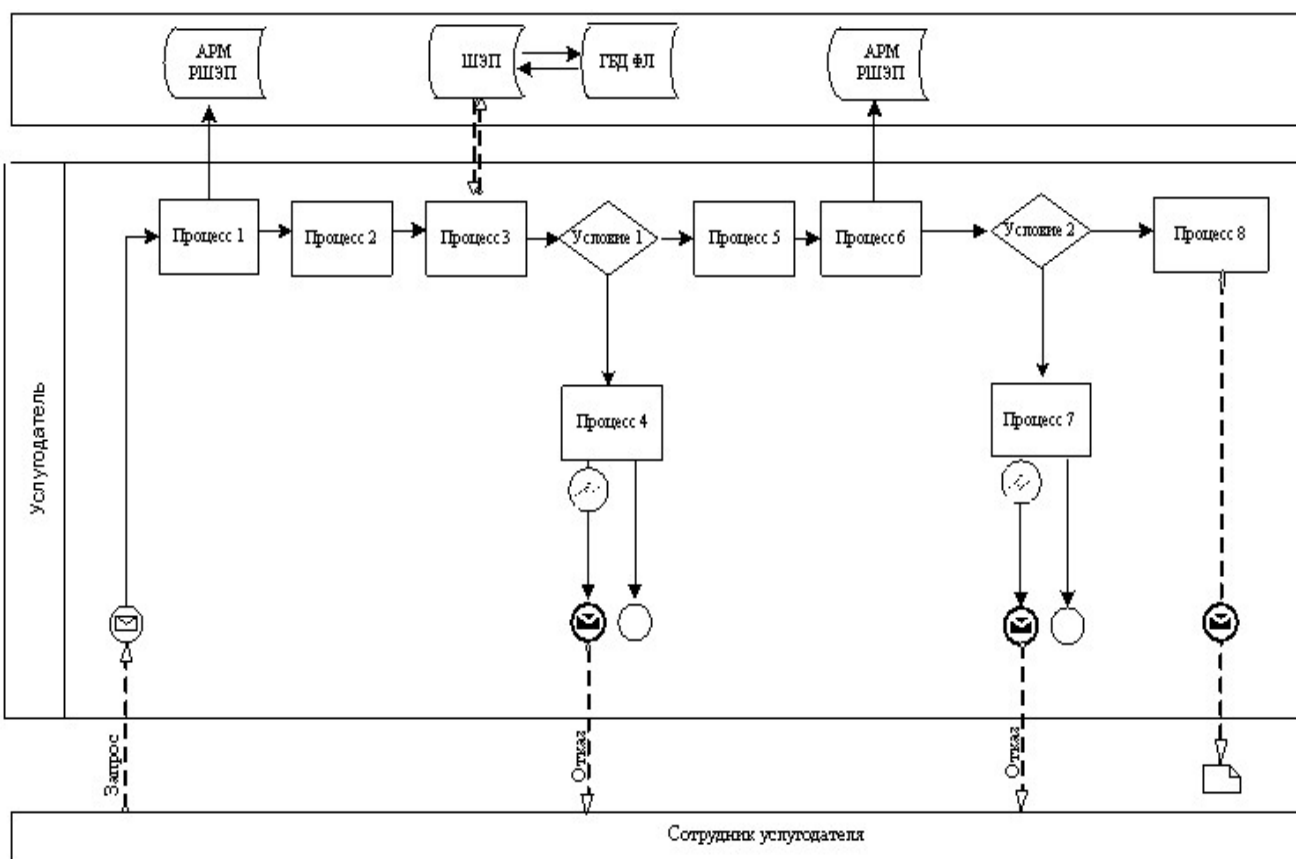 АРМ
РШЭП
ШЭП
ГБД ФЛ
АРМ
РШЭП
Процесс 1
Процесс 2
Процесс 3
Условие 1
Процесс 5
Процесс 6
Условие 2
Процесс 8
Процесс 4
Процесс 7
Услугодатель
Запрос
Отказ
Отказ
Сотрудник услугодателя